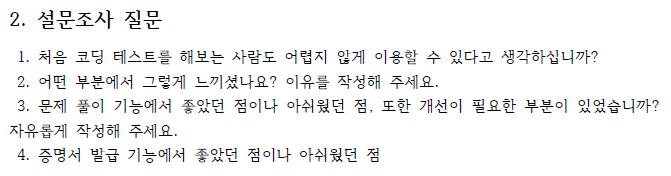 2. 설문조사 질문
1. 처음 코딩 테스트를 해보는 사람도 어렵지 않게 이용할 수 있다고 생각하십니까?
2. 어떤 부분에서 그렇게 느끼셨나요? 이유를 작성해 주세요.
3. 문제 풀이 기능에서 좋았던 점이나 아쉬웠던 점, 또한 개선이 필요한 부분이 있었습니까?
자유롭게 작성해 주세요.
4. 증명서 발급 기능에서 좋았던 점이나 아쉬웠던 점